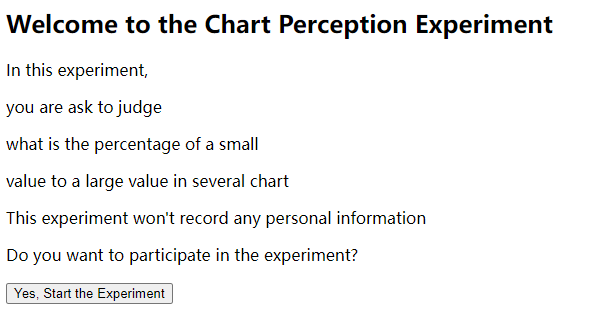 Welcome to the Chart Perception Experiment
In this experiment,
you are ask to judge
what is the percentage of a small
value to a large value in several chart
This experiment won't record any personal information
Do you want to participate in the experiment?
Yes, Start the Experiment